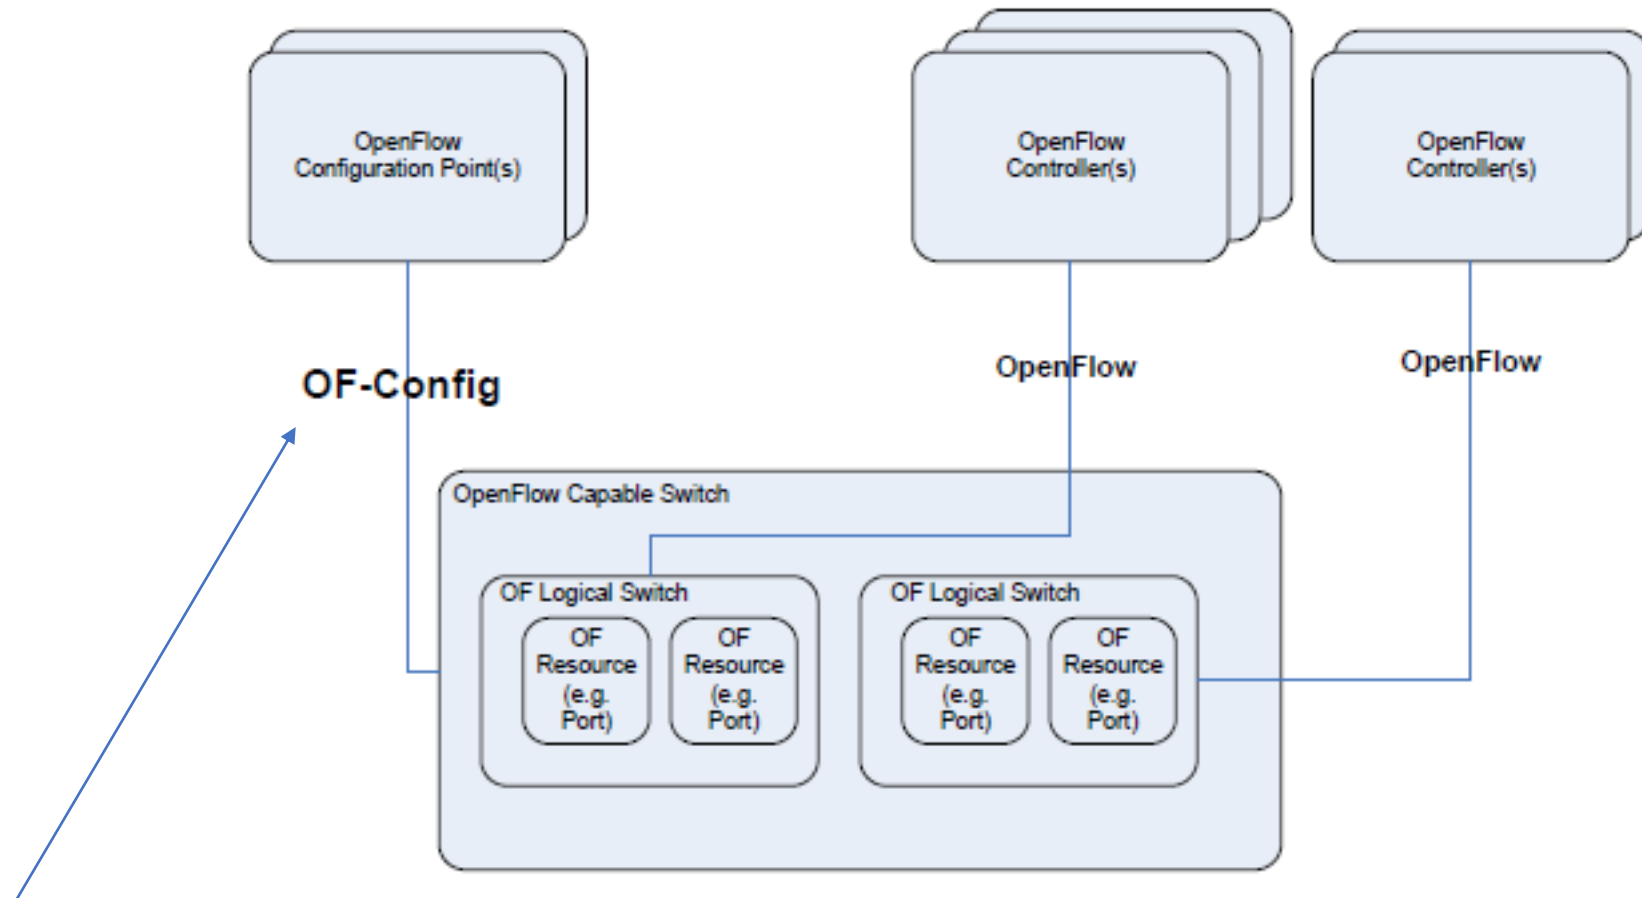 OpenFlow
Configuration Point(s)
OpenFlow
Controller(s)
OpenFlow
Controller(s)
OF-Config
OpenFlow
OpenFlow
OpenFlow Capable Switch
OF Logical Switch
OF
Resource
(e.g.
Port)
OF
Resource
(e.g.
Port)
OF Logical Switch
OF
Resource
(e.g.
Port)
OF
Resource
(e.g.
Port)